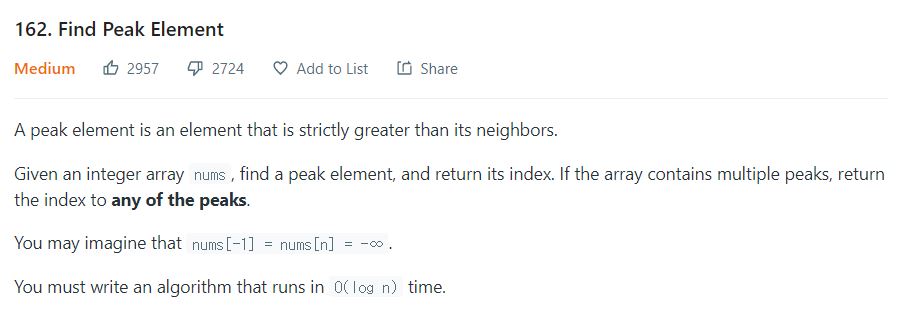 162. Find Peak Element
Medium 2957 2724 Add to List Share
A peak element is an element that is strictly greater than its neighbors.
Given an integer array nums , find a peak element, and return its index. If the array contains multiple peaks, return
the index to any of the peaks.
You may imagine that nums[-1] = nums[n] = -∞ .
You must write an algorithm that runs in O(log n) time.